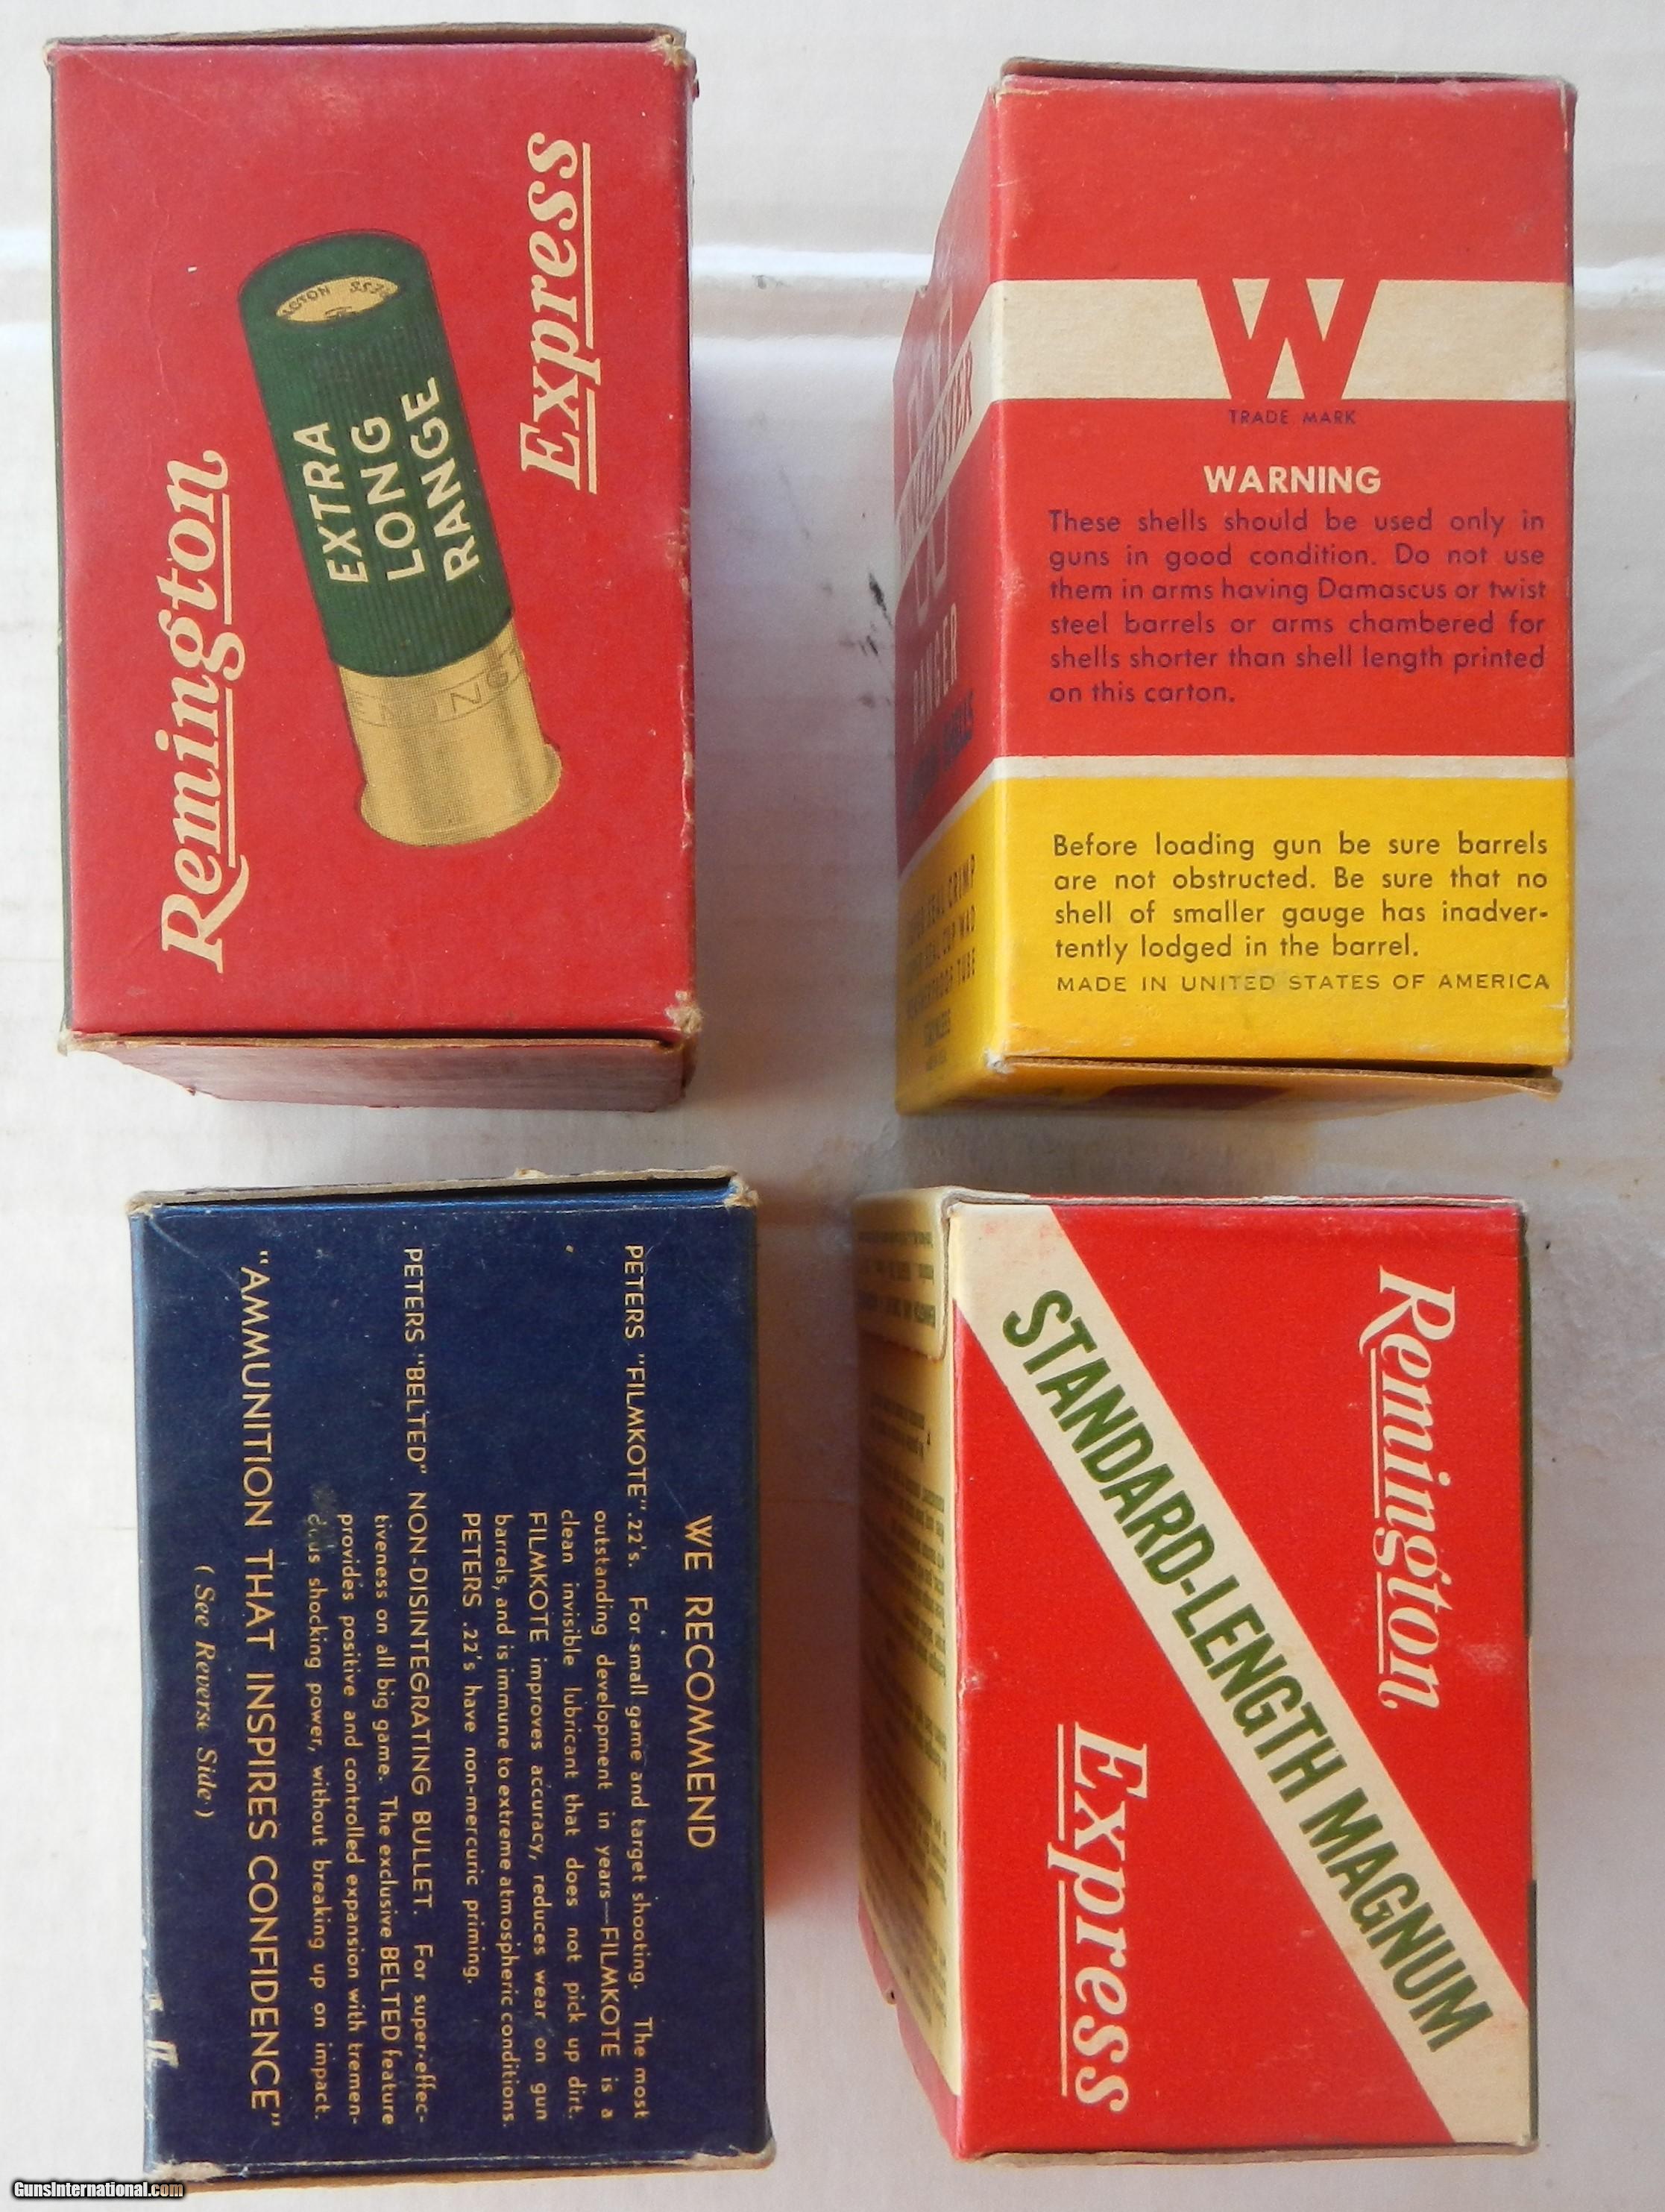 Remington
EXTRA
LONG
RANGE
Express
W
TRADE MARK
WARNING
These shells should be used only in
guns in good condition. Do not use
them in arms having Damascus or twist
steel barrels or arms chambered for
shells shorter than shell length printed
on this carton.
Before loading gun be sure barrels
are not obstructed. Be sure that no
shell of smaller gauge has inadver-
tently lodged in the barrel.
MADE IN UNITED STATES OF AMERICA
WE RECOMMEND
PETERS "FILMKOTE" .22's. For small game and target shooting. The most
outstanding development in years—FILMKOTE is a
clean invisible lubricant that does not pick up dirt.
FILMKOTE improves accuracy, reduces wear on gun
barrels, and is immune to extreme atmospheric conditions.
PETERS .22's have non-mercuric priming.
PETERS "BELTED" NON-DISINTEGRATING BULLET. For super-effec-
tiveness on all big game. The exclusive BELTED feature
provides positive and controlled expansion with tremen-
dous shocking power, without breaking up on impact.
"AMMUNITION THAT INSPIRES CONFIDENCE"
(See Reverse Side)
Remington
STANDARD-LENGTH MAGNUM
Express
GunsInternational.com